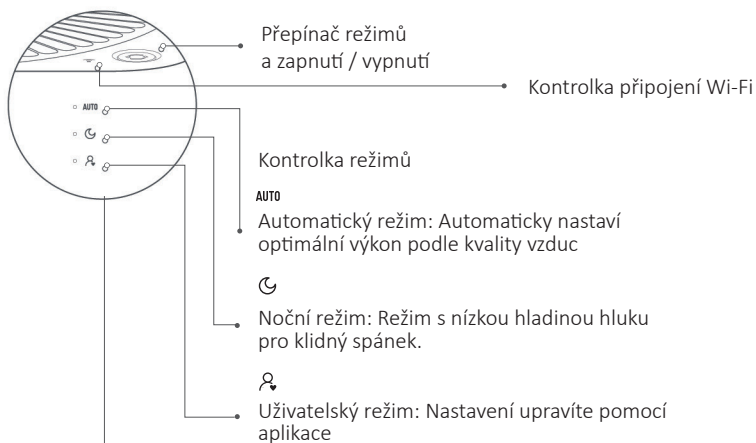 Přepínač režimů
a zapnutí / vypnutí
Kontrolka připojení Wi-Fi
AUTO
Kontrolka režimů
AUTO
Automatický režim: Automaticky nastaví
optimální výkon podle kvality vzduc
Noční režim: Režim s nízkou hladinou hluku
pro klidný spánek.
Uživatelský režim: Nastavení upravíte pomocí
aplikace